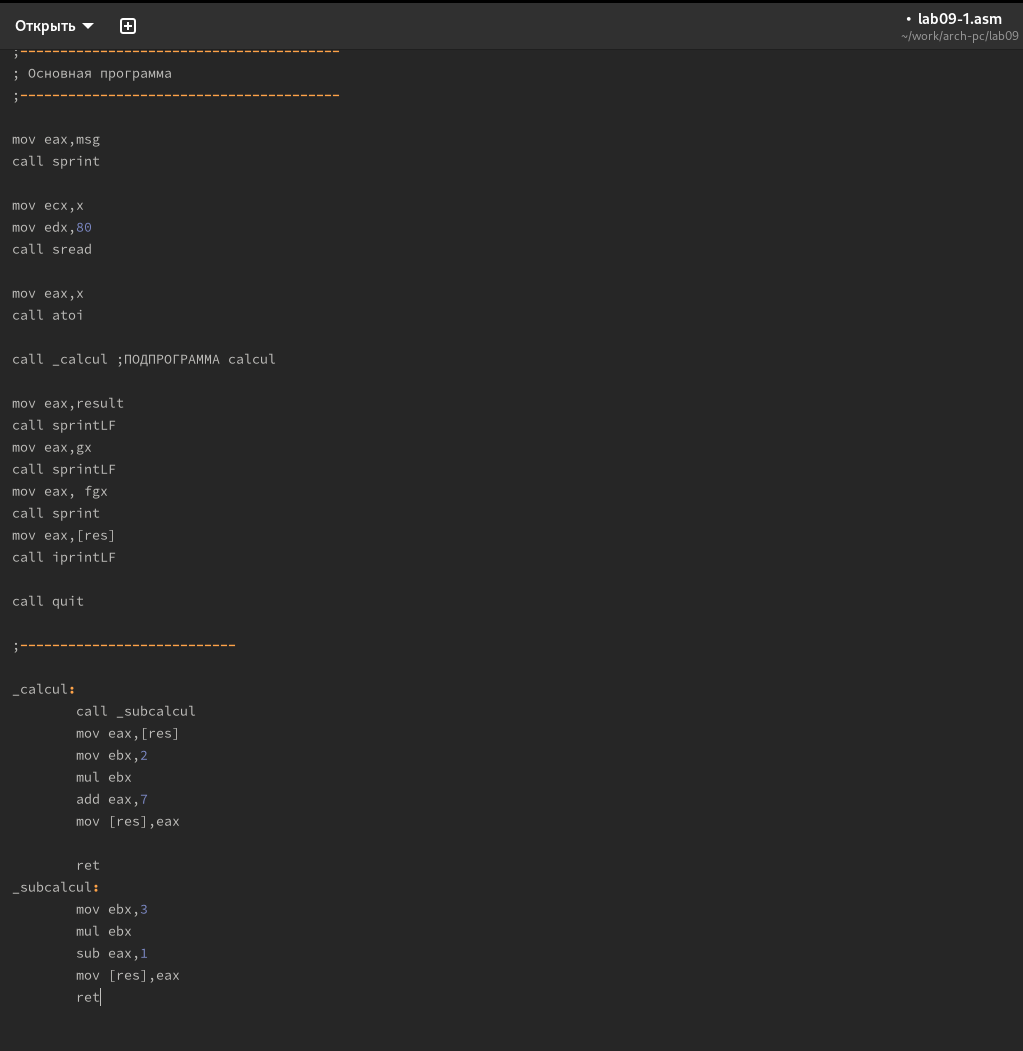 Открыть
• lab09-1.asm
~/work/arch-pc/lab09
;----------------------------------------
; Основная программа
;----------------------------------------
mov eax,msg
call sprint
mov ecx,x
mov edx,80
call sread
mov eax,x
call atoi
call _calcul ;ПОДПРОГРАММА calcul
mov eax,result
call sprintLF
mov eax,gx
call sprintLF
mov eax, fgx
call sprint
mov eax,[res]
call iprintLF
call quit
;---------------------------
_calcul:
call _subcalcul
mov eax,[res]
mov ebx,2
mul ebx
add eax,7
mov [res],eax
ret
_subcalcul:
mov ebx,3
mul ebx
sub eax,1
mov [res],eax
ret